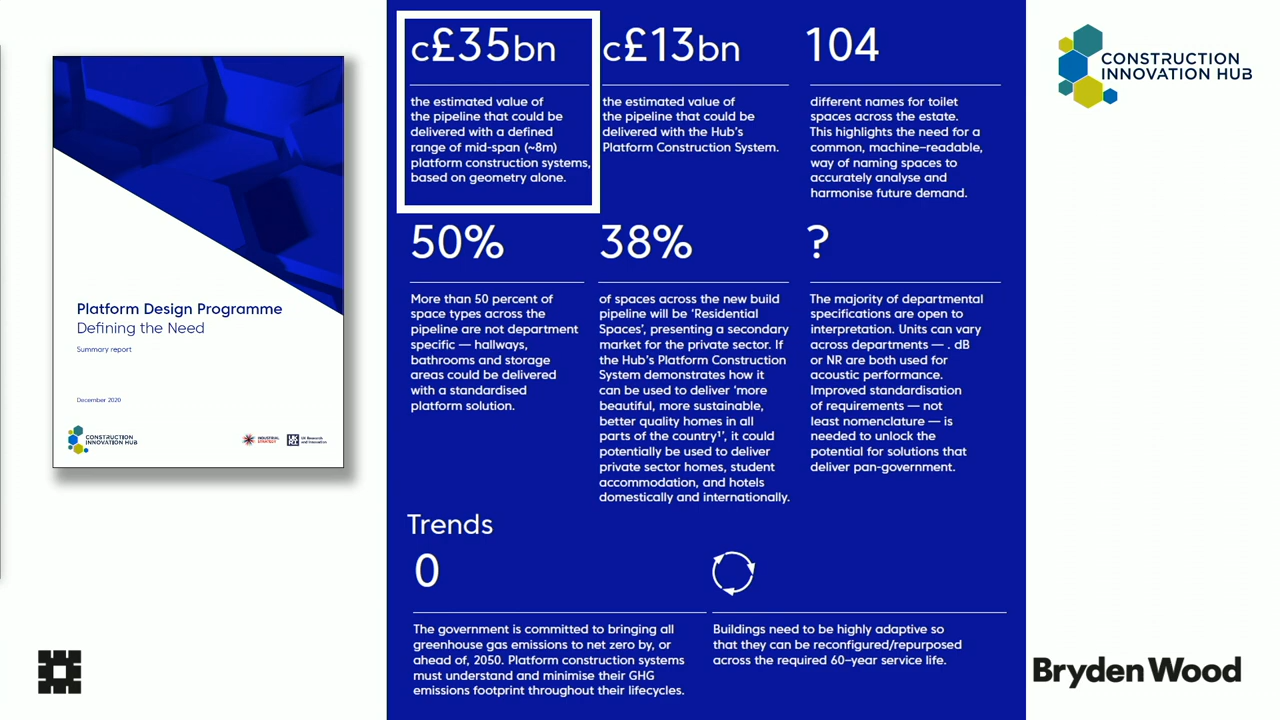 Platform Design Programme
Defining the Need
Summary report
December 2020
CONSTRUCTION
INNOVATION HUB
INDUSTRIAL
STRATEGY
UK Research
and Innovation
c£35bn
the estimated value of
the pipeline that could be
delivered with a defined
range of mid-span (~8m)
platform construction systems,
based on geometry alone.
c£13bn
the estimated value of
the pipeline that could be
delivered with the Hub's
Platform Construction System.
104
different names for toilet
spaces across the estate.
This highlights the need for a
common, machine–readable,
way of naming spaces to
accurately analyse and
harmonise future demand.
50%
More than 50 percent of
space types across the
pipeline are not department
specific — hallways,
bathrooms and storage
areas could be delivered
with a standardised
platform solution.
38%
of spaces across the new build
pipeline will be 'Residential
Spaces', presenting a secondary
market for the private sector. If
the Hub's Platform Construction
System demonstrates how it
can be used to deliver 'more
beautiful, more sustainable,
better quality homes in all
parts of the country¹', it could
potentially be used to deliver
private sector homes, student
accommodation, and hotels
domestically and internationally.
?
The majority of departmental
specifications are open to
interpretation. Units can vary
across departments — . dB
or NR are both used for
acoustic performance.
Improved standardisation
of requirements — not
least nomenclature — is
needed to unlock the
potential for solutions that
deliver pan-government.
Trends
0
The government is committed to bringing all
greenhouse gas emissions to net zero by, or
ahead of, 2050. Platform construction systems
must understand and minimise their GHG
emissions footprint throughout their lifecycles.
Buildings need to be highly adaptive so
that they can be reconfigured/repurposed
across the required 60–year service life.
CONSTRUCTION
INNOVATION HUB
Bryden Wood